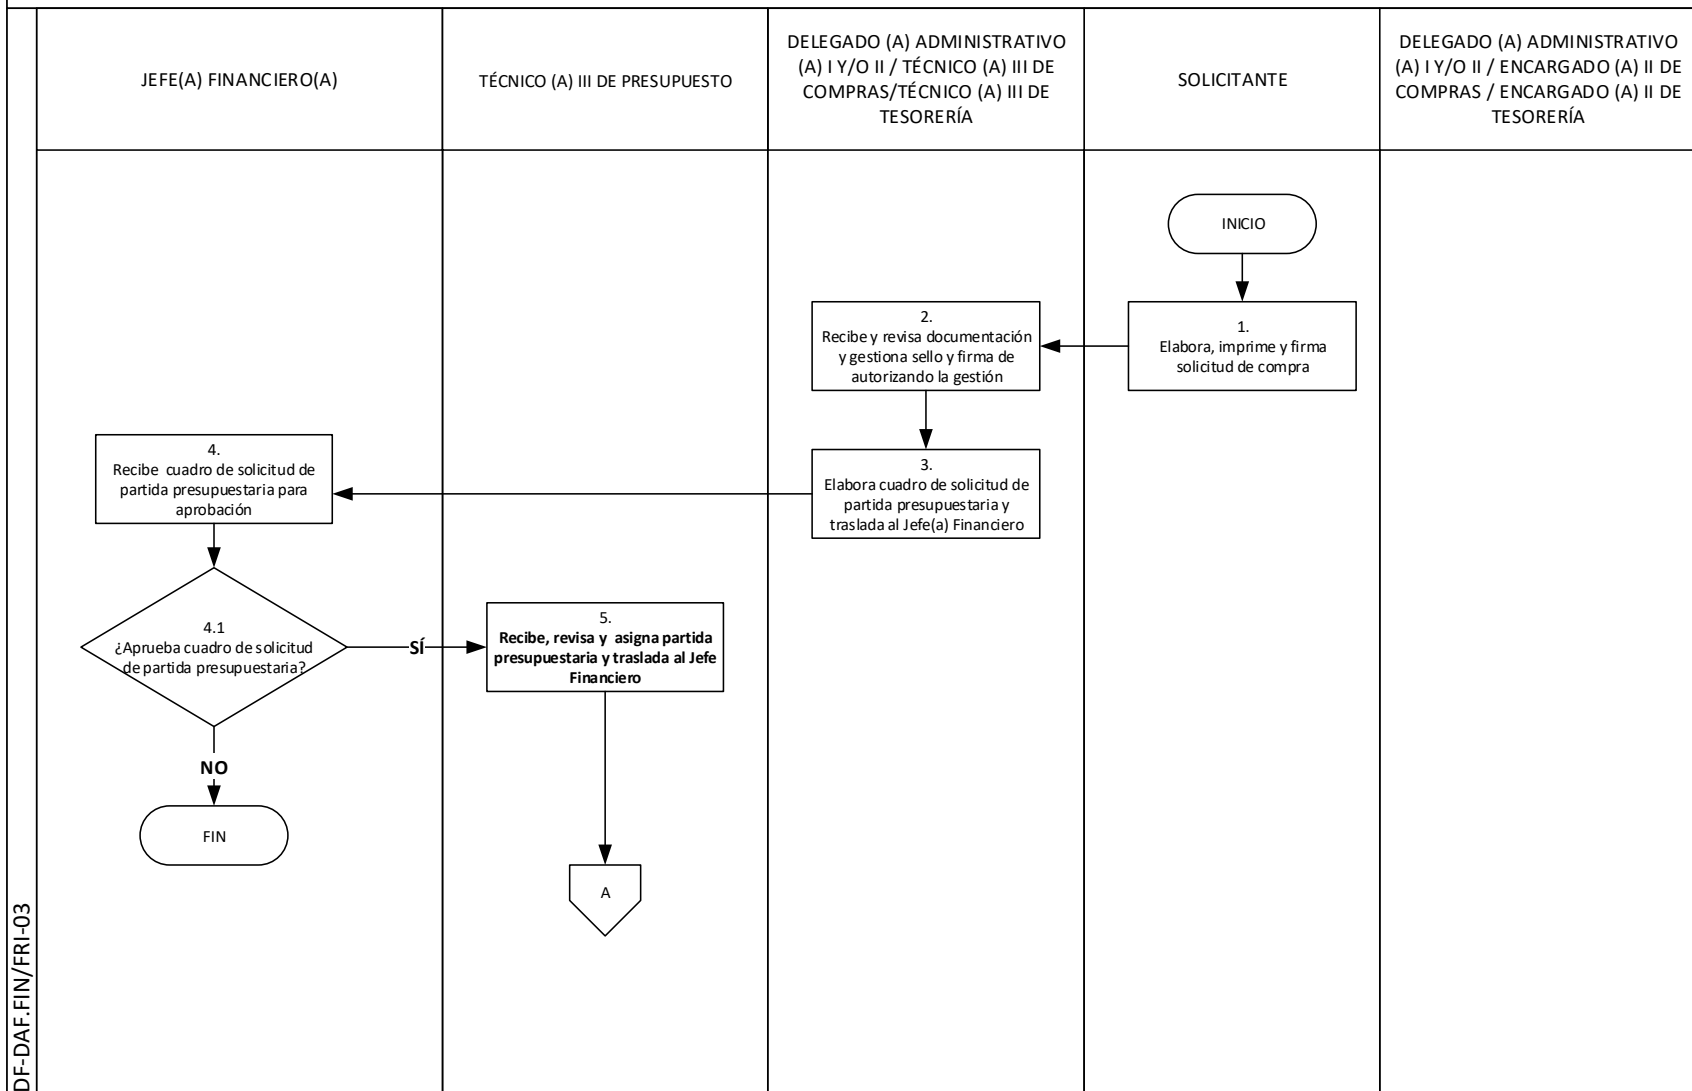 JEFE(A) FINANCIERO(A)
TÉCNICO (A) III DE PRESUPUESTO
DELEGADO (A) ADMINISTRATIVO
(A) I Y/O II / TÉCNICO (A) III DE
COMPRAS/TÉCNICO (A) III DE
TESORERÍA
SOLICITANTE
DELEGADO (A) ADMINISTRATIVO
(A) I Y/O II / ENCARGADO (A) II DE
COMPRAS / ENCARGADO (A) II DE
TESORERÍA
INICIO
1.
Elabora, imprime y firma
solicitud de compra
2.
Recibe y revisa documentación
y gestiona sello y firma de
autorizando la gestión
3.
Elabora cuadro de solicitud de
partida presupuestaria y
traslada al Jefe(a) Financiero
4.
Recibe cuadro de solicitud de
partida presupuestaria para
aprobación
4.1
¿Aprueba cuadro de solicitud
de partida presupuestaria?
SÍ
5.
Recibe, revisa y asigna partida
presupuestaria y traslada al Jefe
Financiero
NO
FIN
A
DF-DAF.FIN/FRI-03